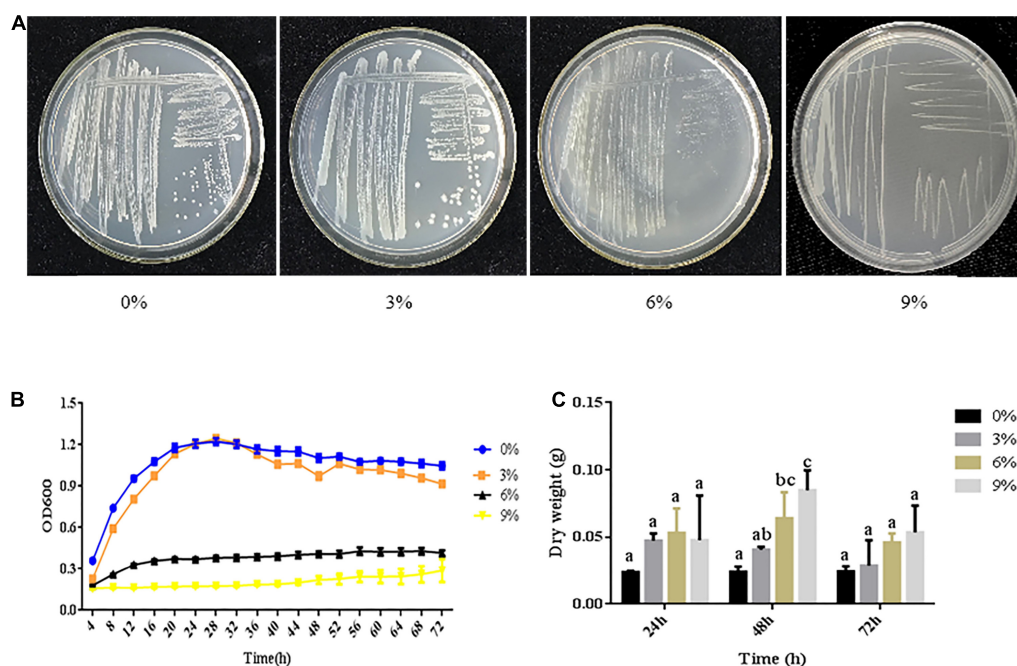 A
0%
3%
6%
9%
B
1.5
1.2
0.9
0.6
0.3
0.0
OD600
4 8 12 16 20 24 28 32 36 40 44 48 52 56 60 64 68 72
Time(h)
0%
3%
6%
9%
C
0.15
0.10
0.05
0.00
Dry weight (g)
a a a a
a ab bc c
a a a a
24h 48h 72h
Time (h)
0%
3%
6%
9%